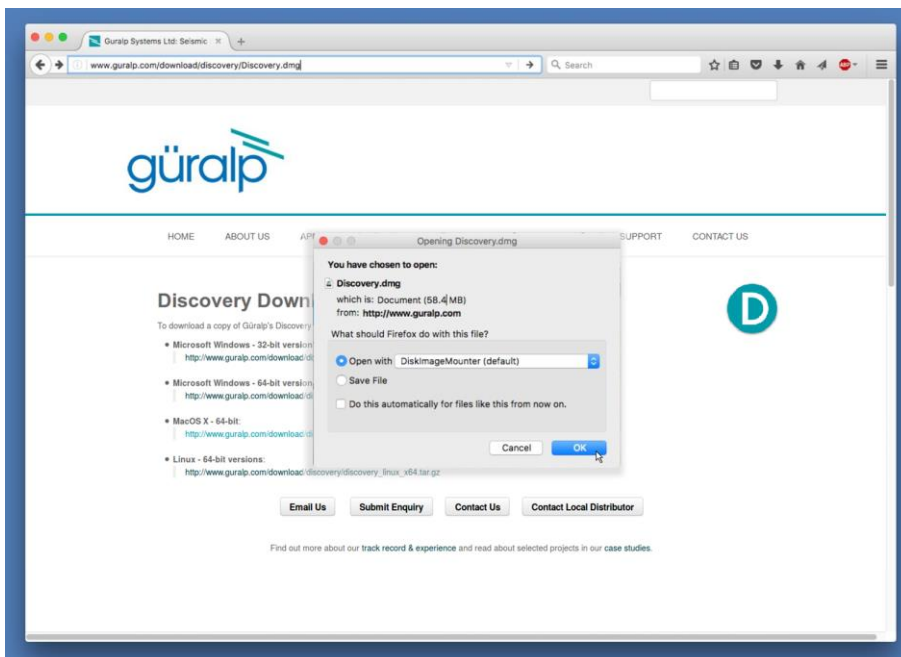 Guralp Systems Ltd: Seismic
www.guralp.com/download/discovery/Discovery.dmg
Search
ABP
güralp
HOME ABOUT US SUPPORT CONTACT US
Opening Discovery.dmg
You have chosen to open:
Discovery.dmg
which is: Document (58.4 MB)
from: http://www.guralp.com
What should Firefox do with this file?
Open with DiskImageMounter (default)
Save File
Do this automatically for files like this from now on.
Cancel OK
D
Discovery Down
To download a copy of Güralp's Discovery
Microsoft Windows - 32-bit version
http://www.guralp.com/download/di
Microsoft Windows - 64-bit version
http://www.guralp.com/download/di
MacOS X - 64-bit:
http://www.guralp.com/download/di
Linux - 64-bit versions:
http://www.guralp.com/download/discovery/discovery_linux_x64.tar.gz
Email Us Submit Enquiry Contact Us Contact Local Distributor
Find out more about our track record & experience and read about selected projects in our case studies.